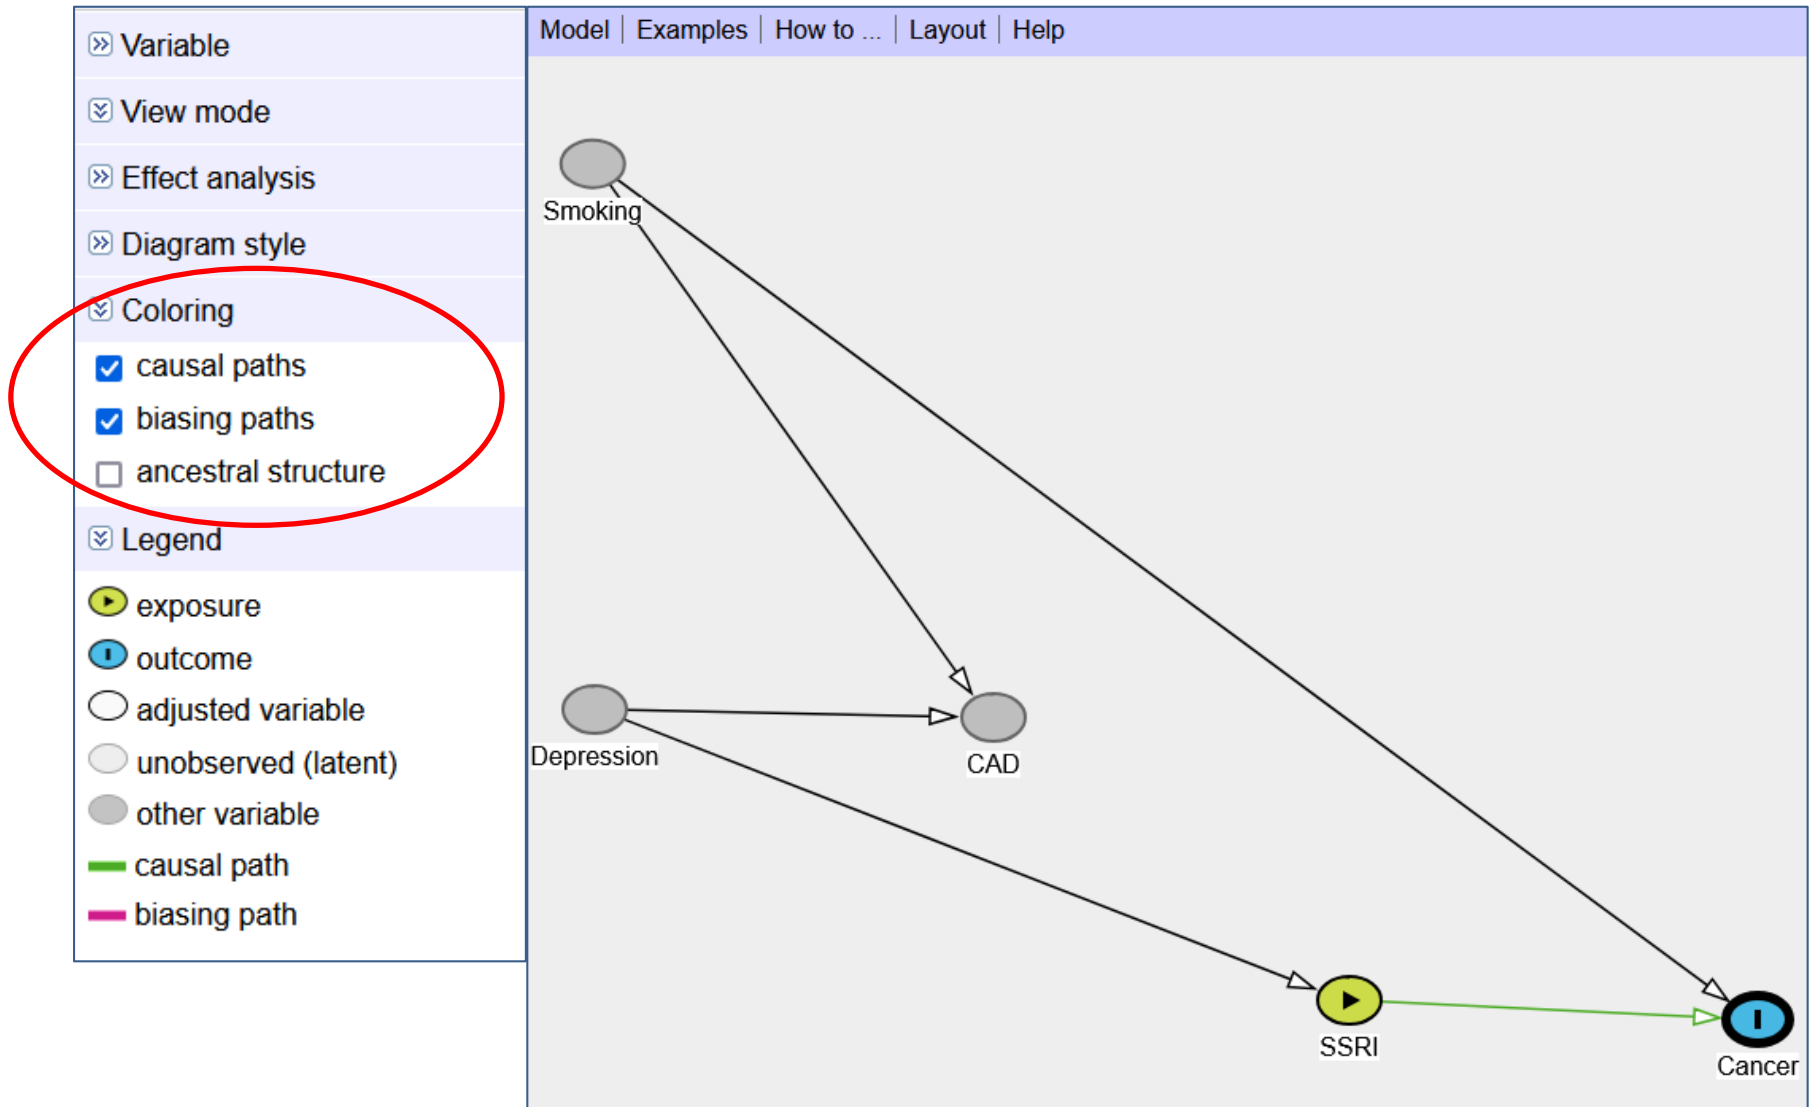 Variable
View mode
Effect analysis
Diagram style
Coloring
causal paths
biasing paths
ancestral structure
Legend
exposure
outcome
adjusted variable
unobserved (latent)
other variable
causal path
biasing path
Model | Examples | How to ... | Layout | Help
Smoking
Depression
CAD
SSRI
Cancer